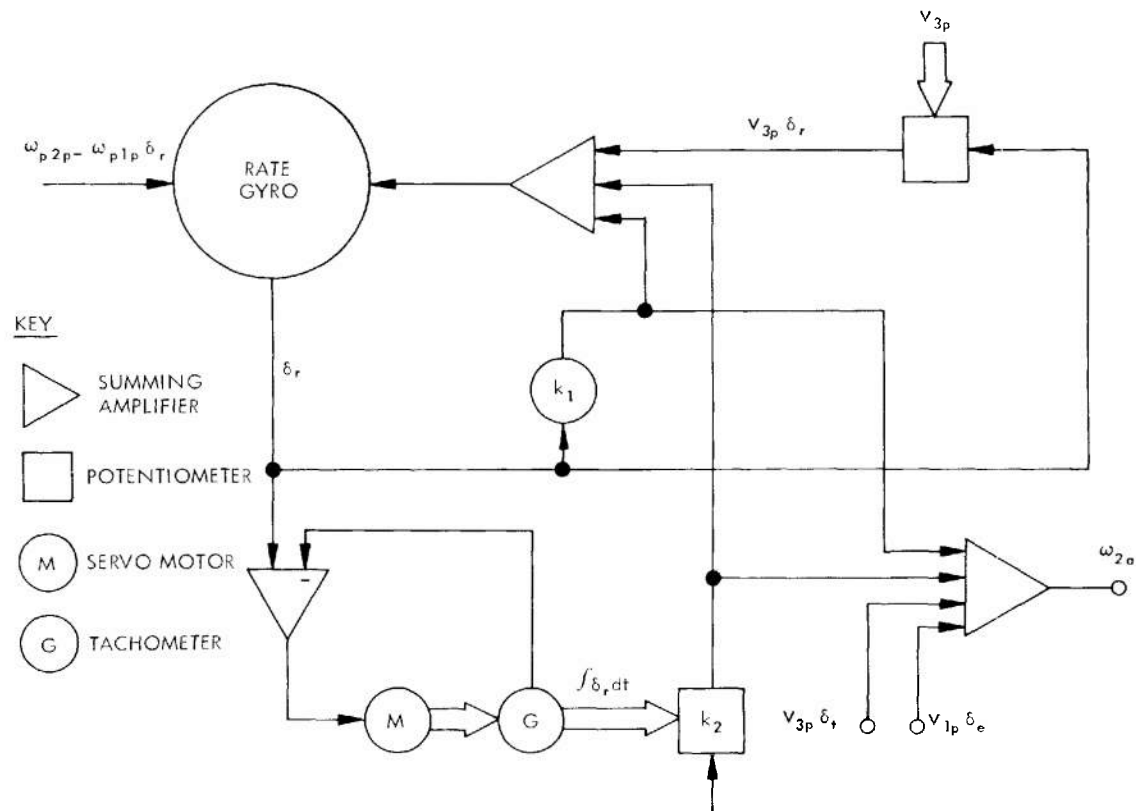 v3p
ωp2p- ωp1p δr
RATE
GYRO
v3p δr
KEY
SUMMING
AMPLIFIER
δr
k1
POTENTIOMETER
M SERVO MOTOR
-
G TACHOMETER
ω2a
∫δr dt
M
G
k2
v3p δt
v1p δe